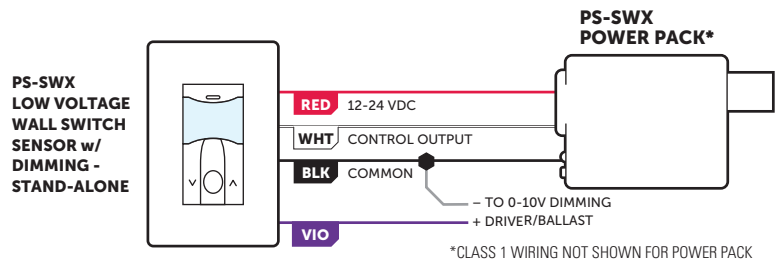 PS-SWX
POWER PACK*
PS-SWX
LOW VOLTAGE
WALL SWITCH
SENSOR w/
DIMMING -
STAND-ALONE
RED 12-24 VDC
WHT CONTROL OUTPUT
BLK COMMON
– TO 0-10V DIMMING
+ DRIVER/BALLAST
VIO
*CLASS 1 WIRING NOT SHOWN FOR POWER PACK